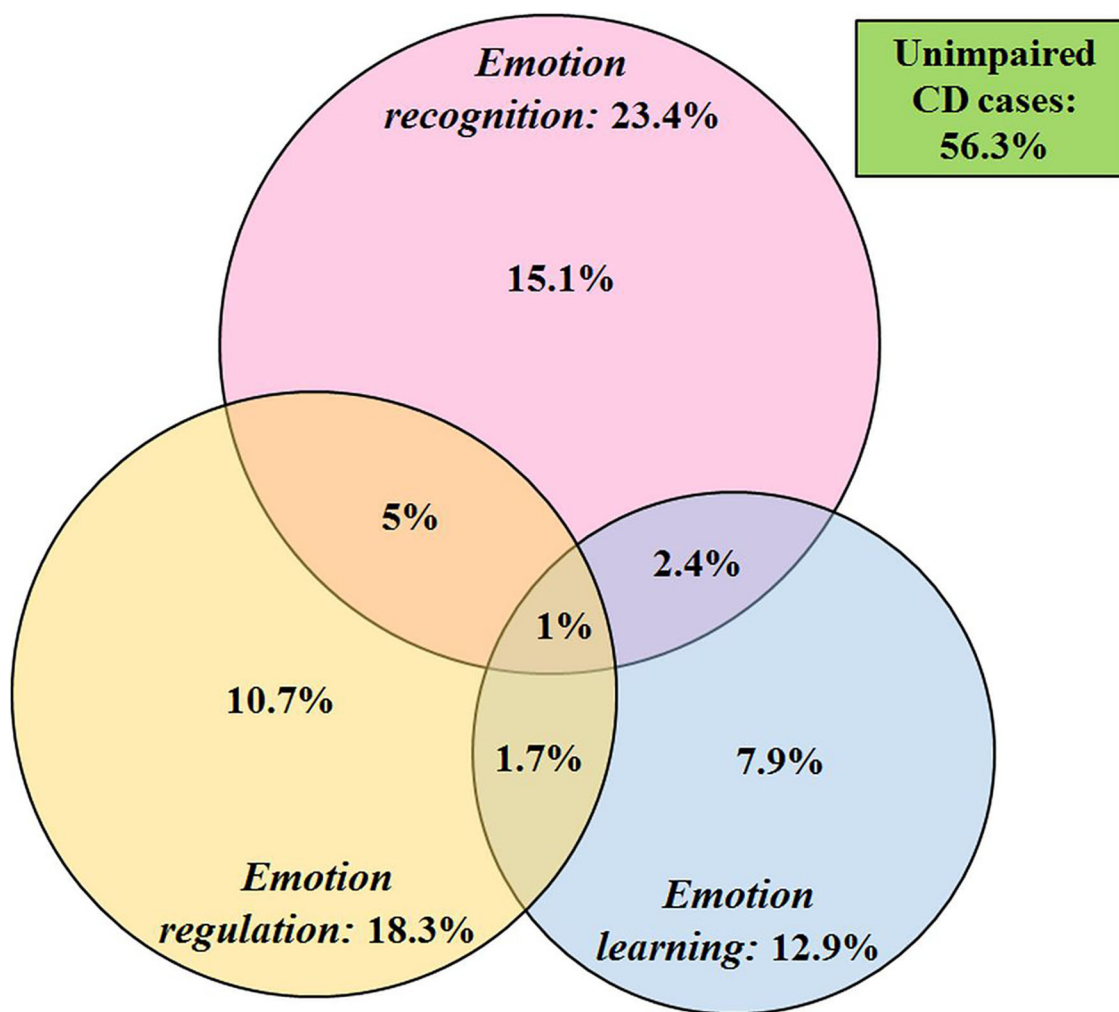 Emotion
recognition: 23.4%
Unimpaired
CD cases:
56.3%
15.1%
5%
2.4%
1%
10.7%
1.7%
7.9%
Emotion
regulation: 18.3%
Emotion
learning: 12.9%